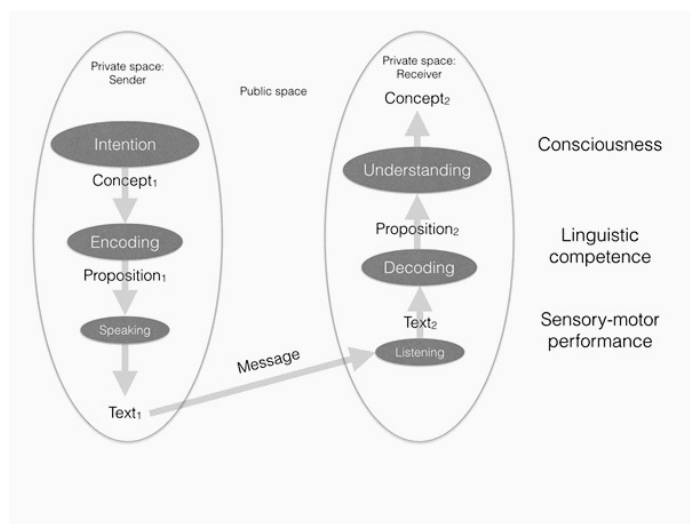 Private space:
Sender
Intention
Concept1
Encoding
Proposition1
Speaking
Text1
Public space
Message
Private space:
Receiver
Concept2
Understanding
Proposition2
Decoding
Text2
Listening
Consciousness
Linguistic
competence
Sensory-motor
performance